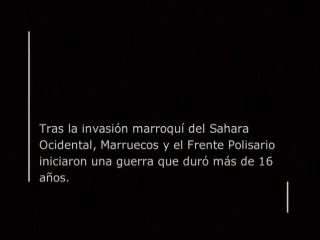 Tras la invasión marroquí del Sahara
Ocidental, Marruecos y el Frente Polisario
iniciaron una guerra que duró más de 16
años.